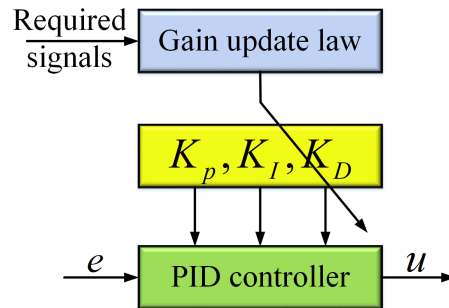 Required
signals
Gain update law
K_p, K_I, K_D
e
PID controller
u